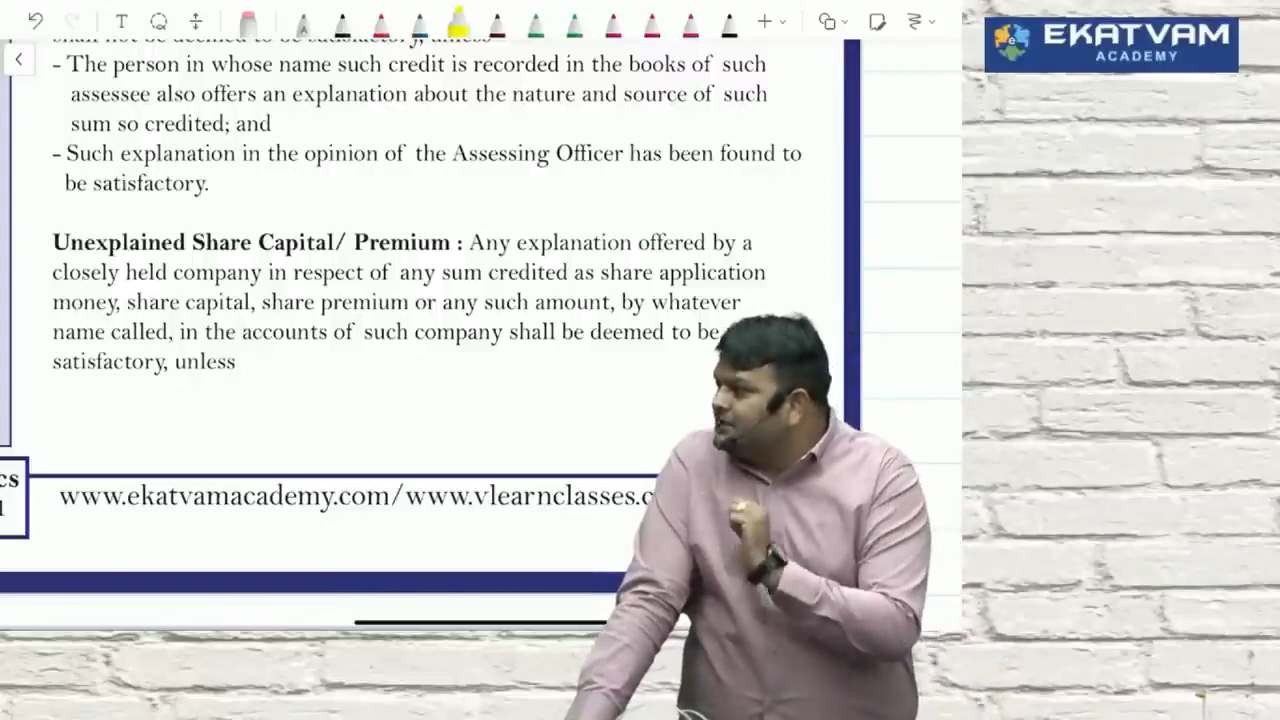 EKATVAM
ACADEMY
- The person in whose name such credit is recorded in the books of such
assessee also offers an explanation about the nature and source of such
sum so credited; and
- Such explanation in the opinion of the Assessing Officer has been found to
be satisfactory.
Unexplained Share Capital/ Premium : Any explanation offered by a
closely held company in respect of any sum credited as share application
money, share capital, share premium or any such amount, by whatever
name called, in the accounts of such company shall be deemed to be
satisfactory, unless
www.ekatvamacademy.com/www.vlearnclasses.c